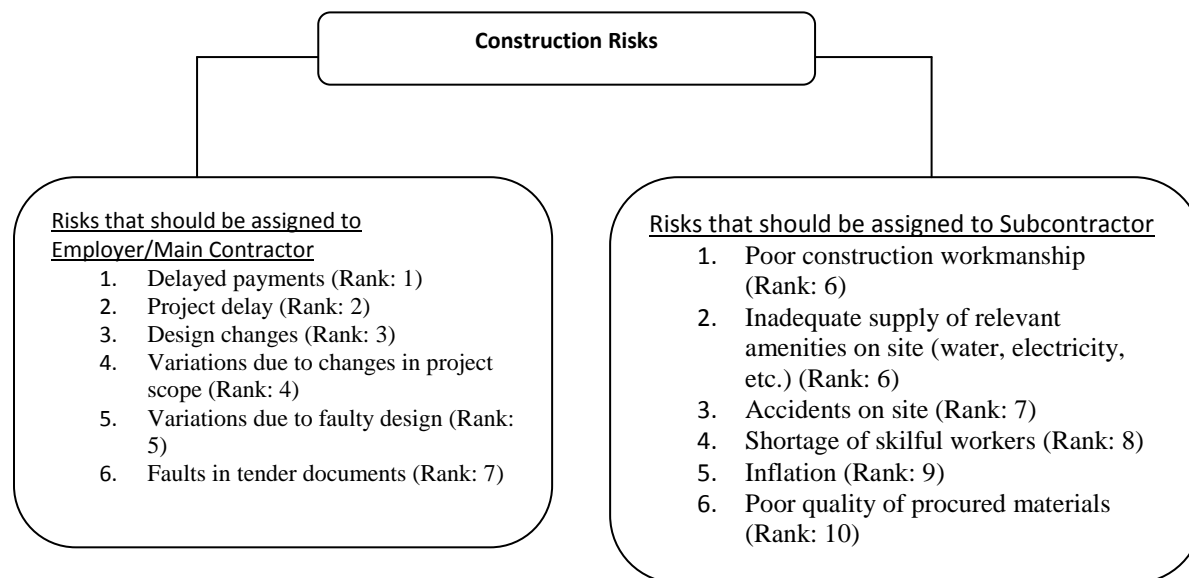 Construction Risks
Risks that should be assigned to
Employer/Main Contractor
1. Delayed payments (Rank: 1)
2. Project delay (Rank: 2)
3. Design changes (Rank: 3)
4. Variations due to changes in project
scope (Rank: 4)
5. Variations due to faulty design (Rank:
5)
6. Faults in tender documents (Rank: 7)
Risks that should be assigned to Subcontractor
1. Poor construction workmanship
(Rank: 6)
2. Inadequate supply of relevant
amenities on site (water, electricity,
etc.) (Rank: 6)
3. Accidents on site (Rank: 7)
4. Shortage of skilful workers (Rank: 8)
5. Inflation (Rank: 9)
6. Poor quality of procured materials
(Rank: 10)